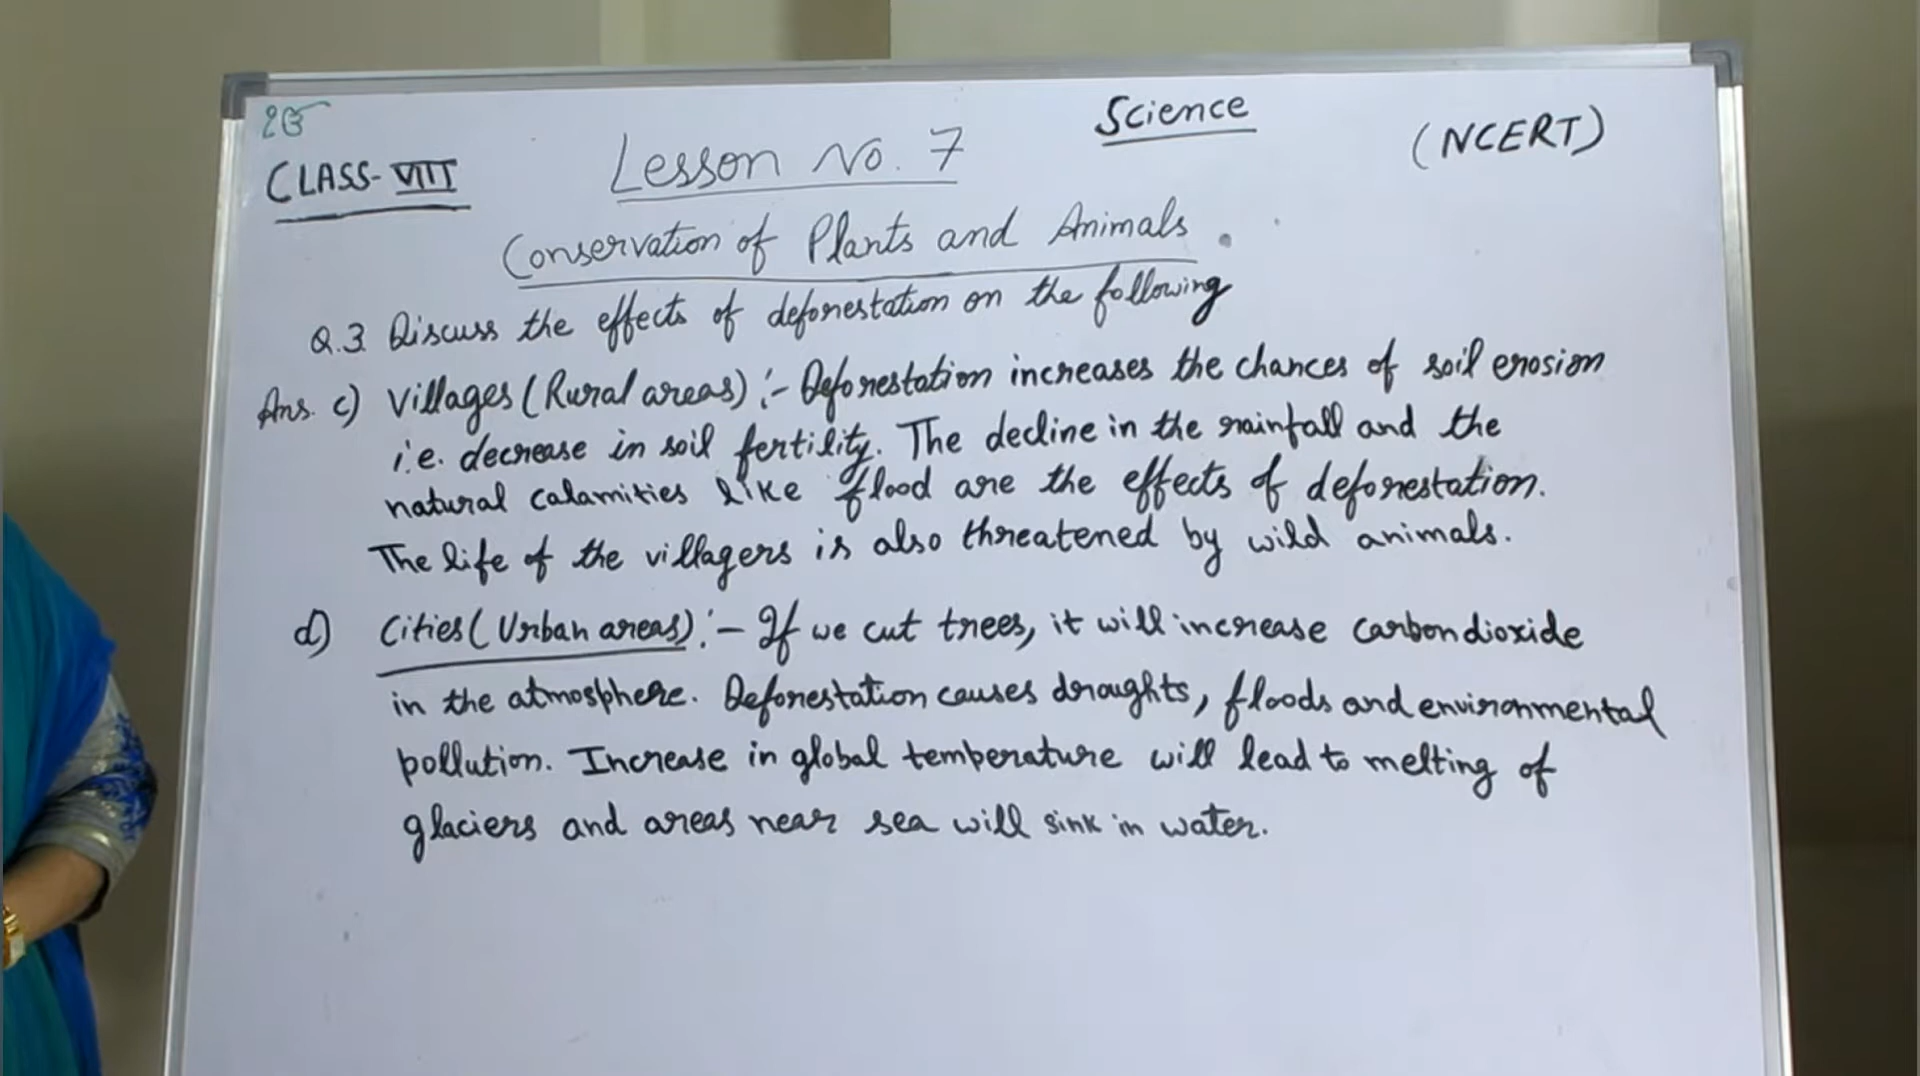 ੴ
Science
(NCERT)
CLASS-VIII
Lesson No. 7
Conservation of Plants and Animals.
Q.3. Discuss the effects of deforestation on the following
Ans. c) Villages (Rural areas) :- Deforestation increases the chances of soil erosion
i.e. decrease in soil fertility. The decline in the rainfall and the
natural calamities like flood are the effects of deforestation.
The life of the villagers is also threatened by wild animals.
d) Cities (Urban areas) :- If we cut trees, it will increase carbondioxide
in the atmosphere. Deforestation causes draughts, floods and environmental
pollution. Increase in global temperature will lead to melting of
glaciers and areas near sea will sink in water.